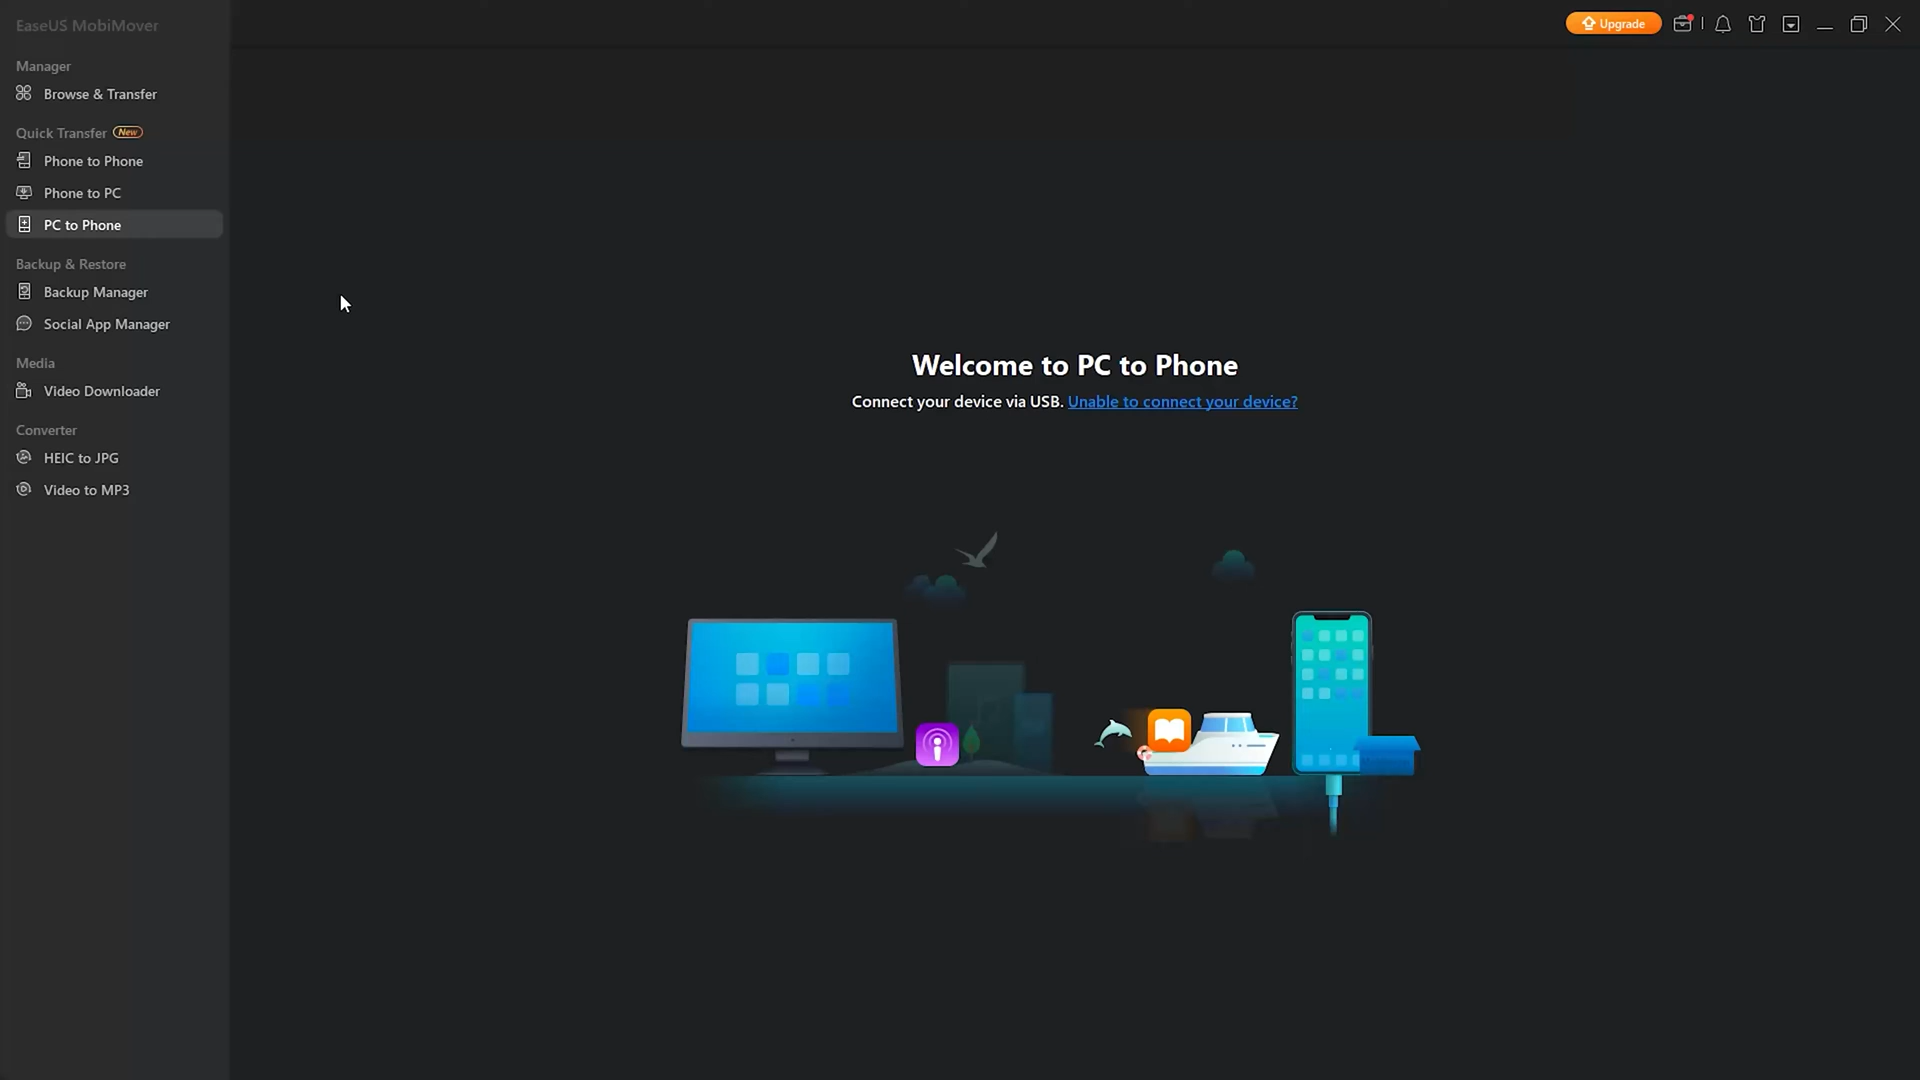 EaseUS MobiMover
Upgrade
Manager
Browse & Transfer
Quick Transfer New
Phone to Phone
Phone to PC
PC to Phone
Backup & Restore
Backup Manager
Social App Manager
Media
Video Downloader
Converter
HEIC to JPG
Video to MP3
Welcome to PC to Phone
Connect your device via USB. Unable to connect your device?